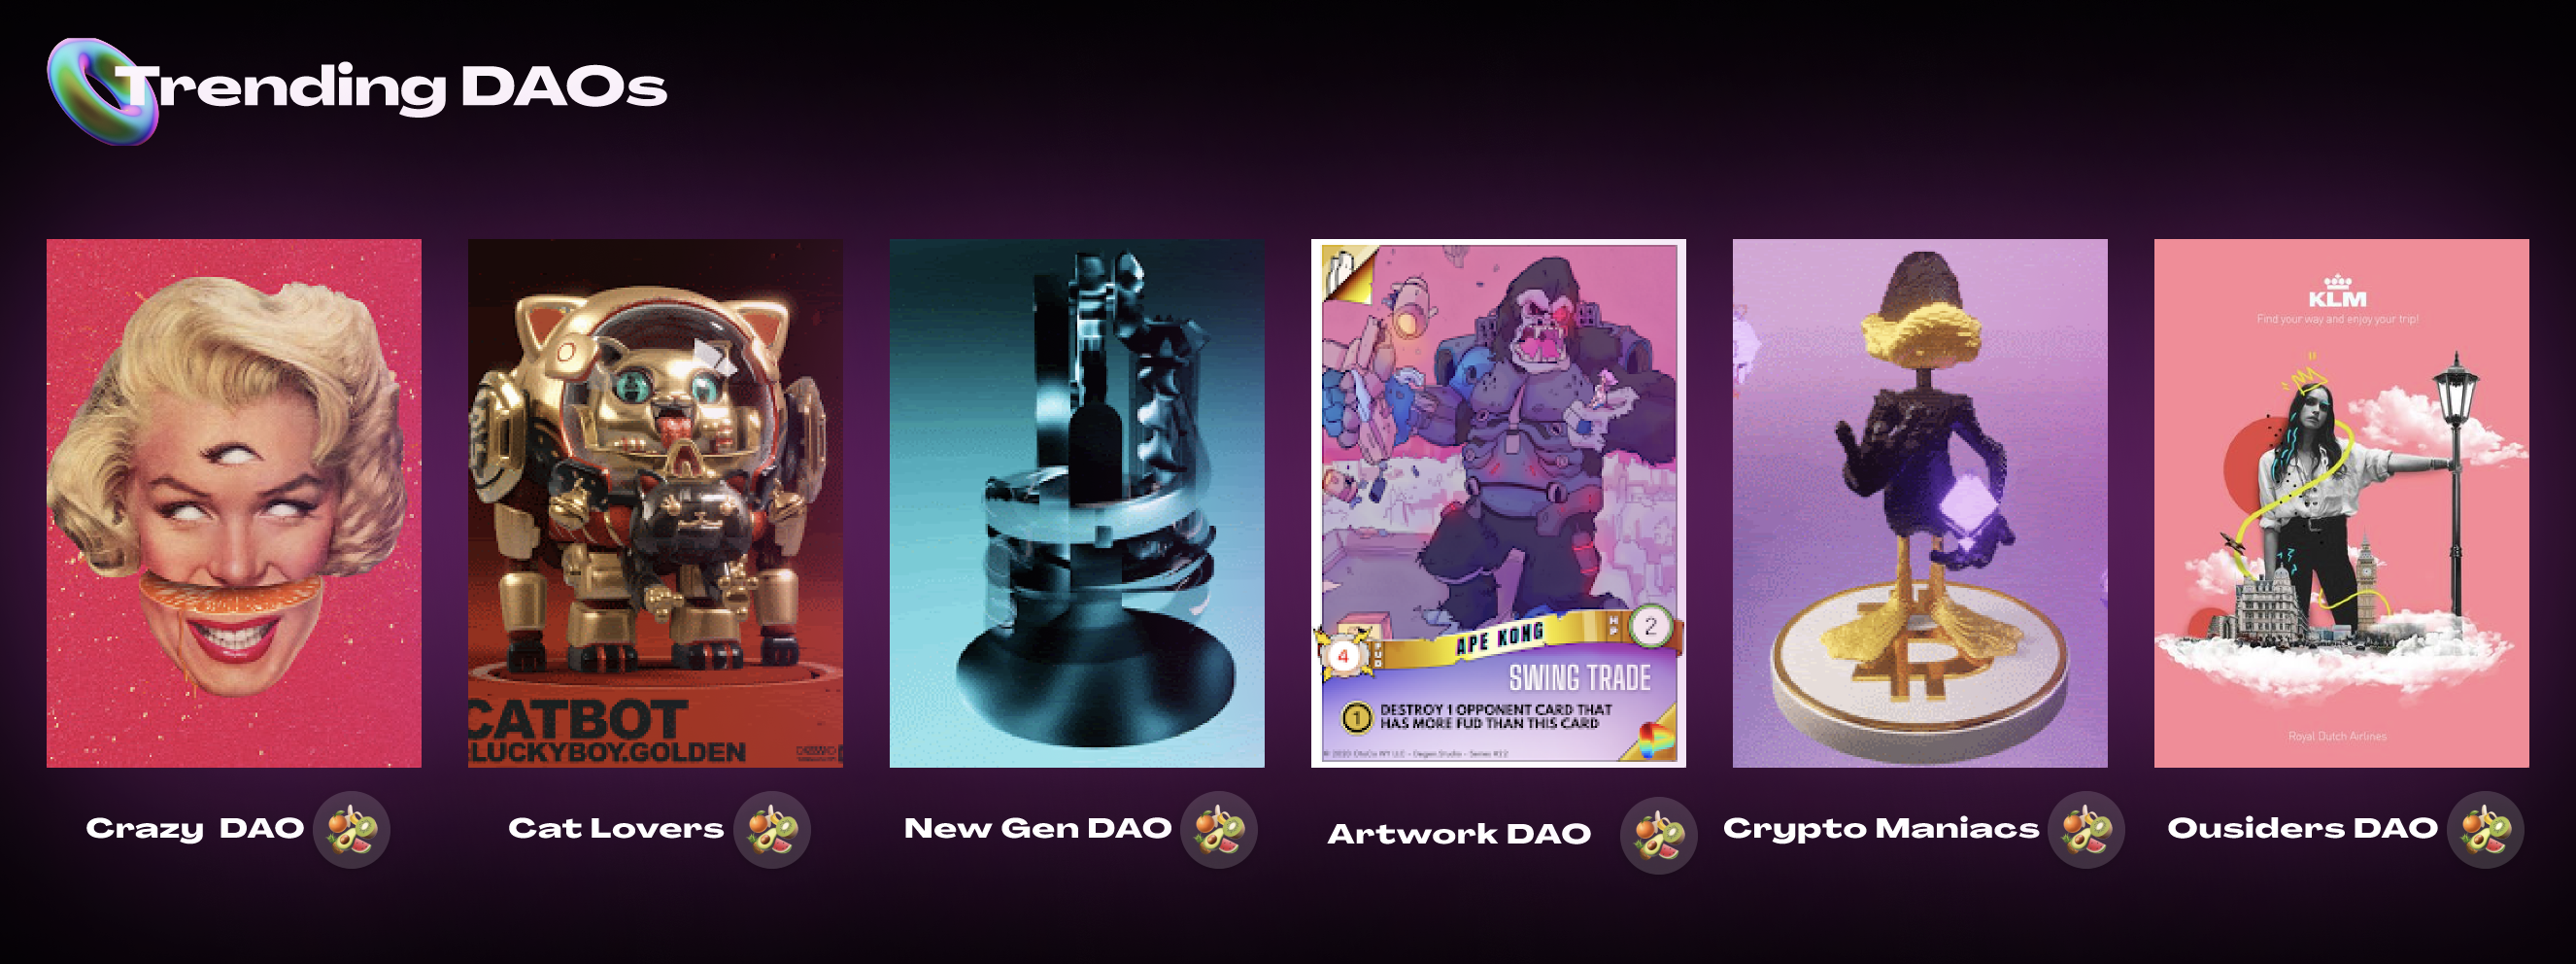 Trending DAOs
CATBOT
LUCKYBOY.GOLDEN
APE KONG
HP
2
4
FUD
SWING TRADE
1
DESTROY 1 OPPONENT CARD THAT
HAS MORE FUD THAN THIS CARD
KLM
Find your way and enjoy your trip!
Royal Dutch Airlines
Crazy DAO
Cat Lovers
New Gen DAO
Artwork DAO
Crypto Maniacs
Ousiders DAO